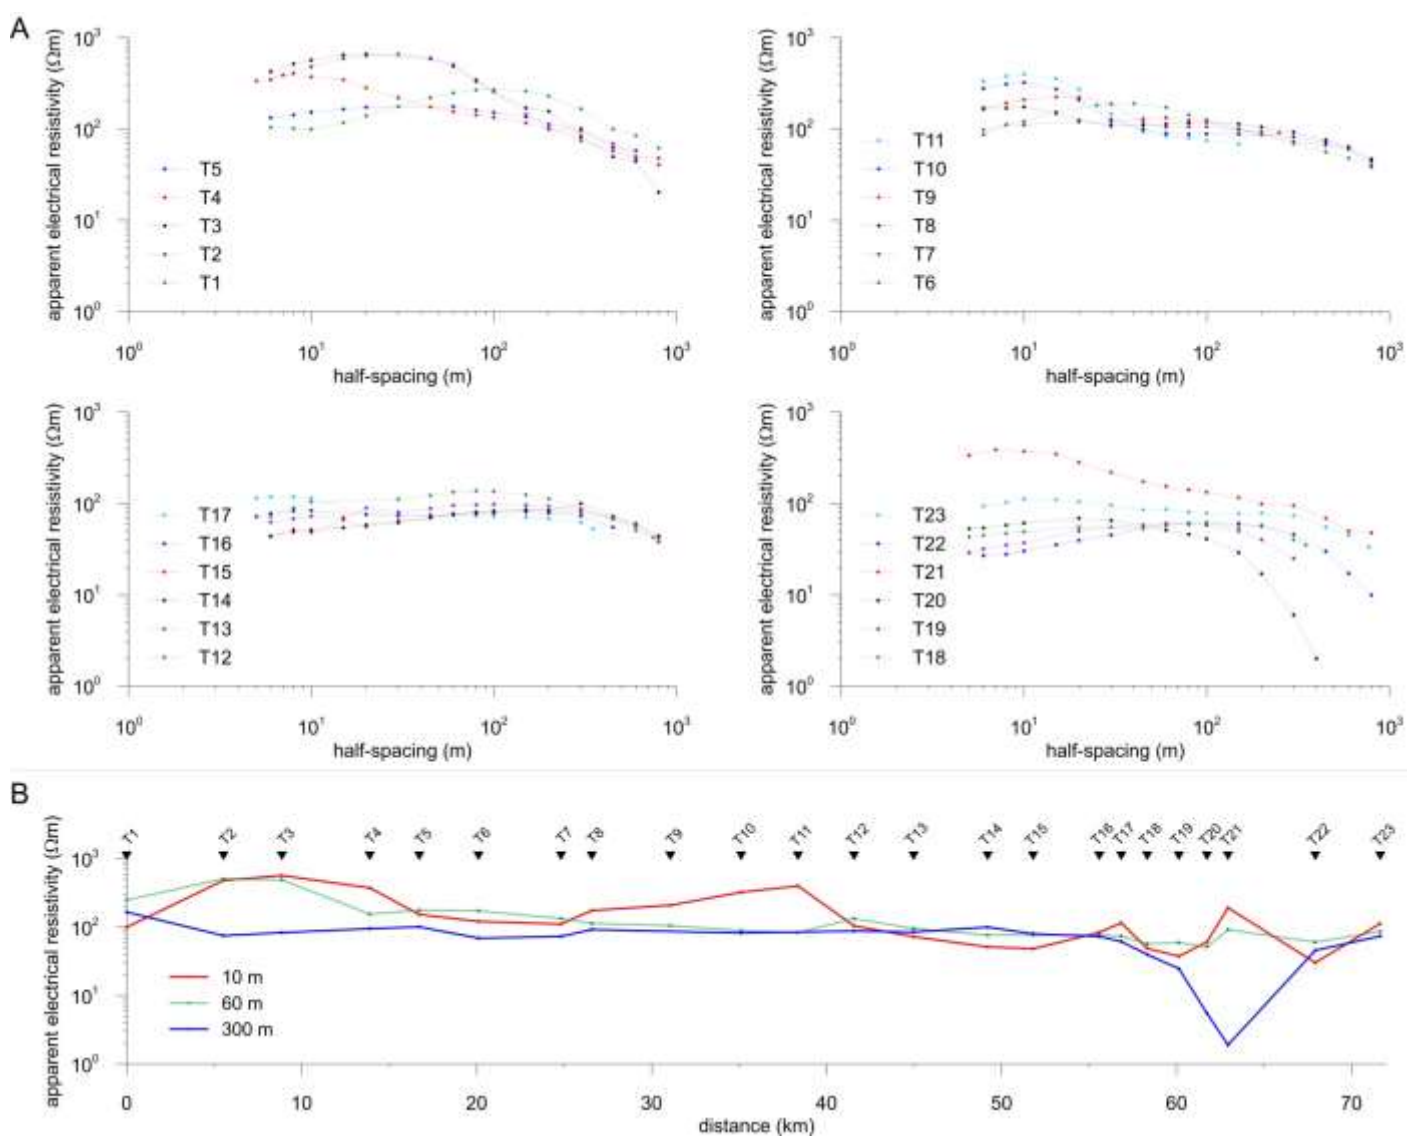 A
apparent electrical resistivity (Ωm)
10³
10²
10¹
10⁰
T5
T4
T3
T2
T1
10⁰ 10¹ 10² 10³
half-spacing (m)
apparent electrical resistivity (Ωm)
10³
10²
10¹
10⁰
T11
T10
T9
T8
T7
T6
10⁰ 10¹ 10² 10³
half-spacing (m)
apparent electrical resistivity (Ωm)
10³
10²
10¹
10⁰
T17
T16
T15
T14
T13
T12
10⁰ 10¹ 10² 10³
half-spacing (m)
apparent electrical resistivity (Ωm)
10³
10²
10¹
10⁰
T23
T22
T21
T20
T19
T18
10⁰ 10¹ 10² 10³
half-spacing (m)
B
T1 T2 T3 T4 T5 T6 T7 T8 T9 T10 T11 T12 T13 T14 T15 T16 T17 T18 T19 T20 T21 T22 T23
apparent electrical resistivity (Ωm)
10³
10²
10¹
10⁰
10 m
60 m
300 m
0 10 20 30 40 50 60 70
distance (km)